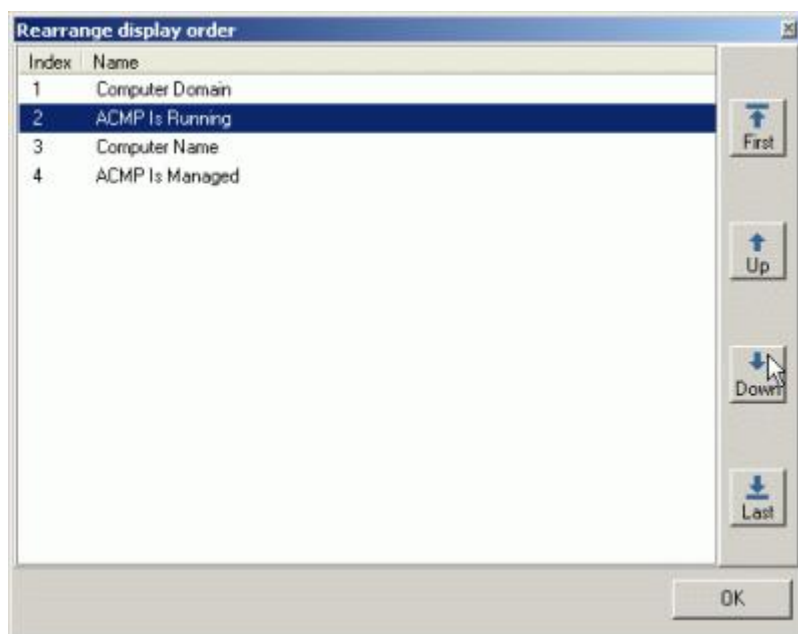 Rearrange display order
Index Name
1 Computer Domain
2 ACMP Is Running
3 Computer Name
4 ACMP Is Managed
First
Up
Down
Last
OK